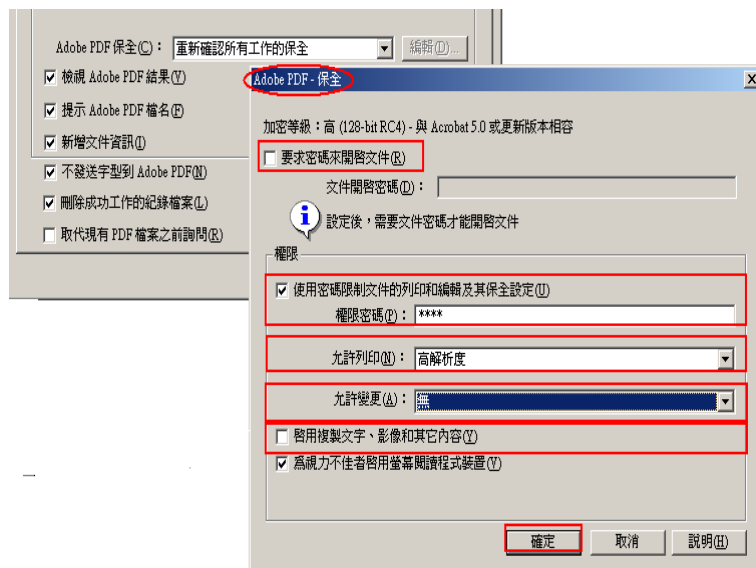 Adobe PDF 保全(C)： 重新確認所有工作的保全 編輯(D)...
檢視 Adobe PDF 結果(V)
提示 Adobe PDF 檔名(F)
新增文件資訊(I)
不發送字型到 Adobe PDF(N)
刪除成功工作的紀錄檔案(L)
取代現有 PDF 檔案之前詢問(R)
Adobe PDF - 保全
加密等級：高 (128-bit RC4) - 與 Acrobat 5.0 或更新版本相容
要求密碼來開啓文件(R)
文件開啓密碼(D)：
設定後，需要文件密碼才能開啓文件
權限
使用密碼限制文件的列印和編輯及其保全設定(U)
權限密碼(P)： ****
允許列印(N)： 高解析度
允許變更(A)： 無
啓用複製文字、影像和其它內容(Y)
爲視力不佳者啓用螢幕閱讀程式裝置(V)
確定 取消 說明(H)